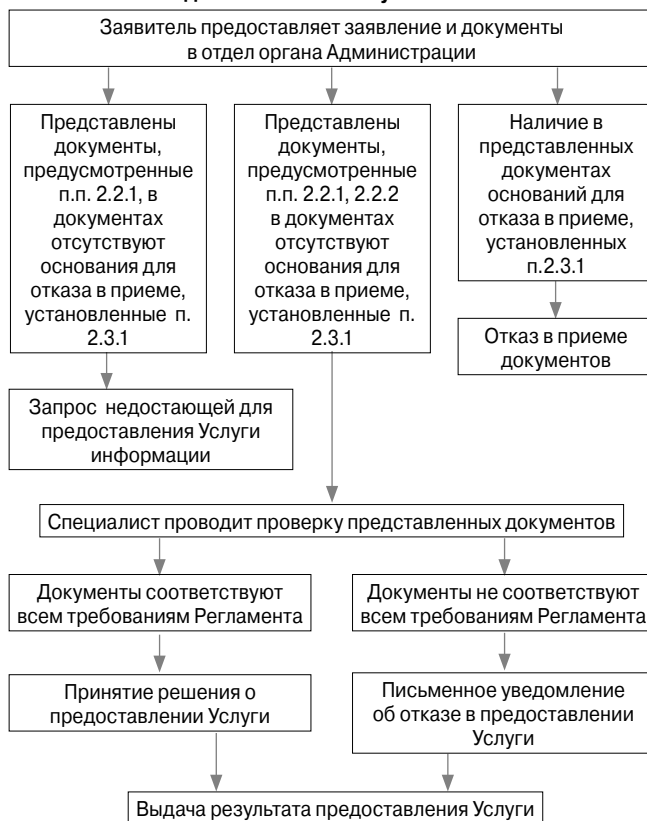 Заявитель предоставляет заявление и документы
в отдел органа Администрации
Представлены
документы,
предусмотренные
п.п. 2.2.1, в
документах
отсутствуют
основания для
отказа в приеме,
установленные п.
2.3.1
Представлены
документы,
предусмотренные
п.п. 2.2.1, 2.2.2
в документах
отсутствуют
основания для
отказа в приеме,
установленные п.
2.3.1
Наличие в
представленных
документах
оснований для
отказа в приеме,
установленных
п.2.3.1
Отказ в приеме
документов
Запрос недостающей для
предоставления Услуги
информации
Специалист проводит проверку представленных документов
Документы соответствуют
всем требованиям Регламента
Документы не соответствуют
всем требованиям Регламента
Принятие решения о
предоставлении Услуги
Письменное уведомление
об отказе в предоставлении
Услуги
Выдача результата предоставления Услуги